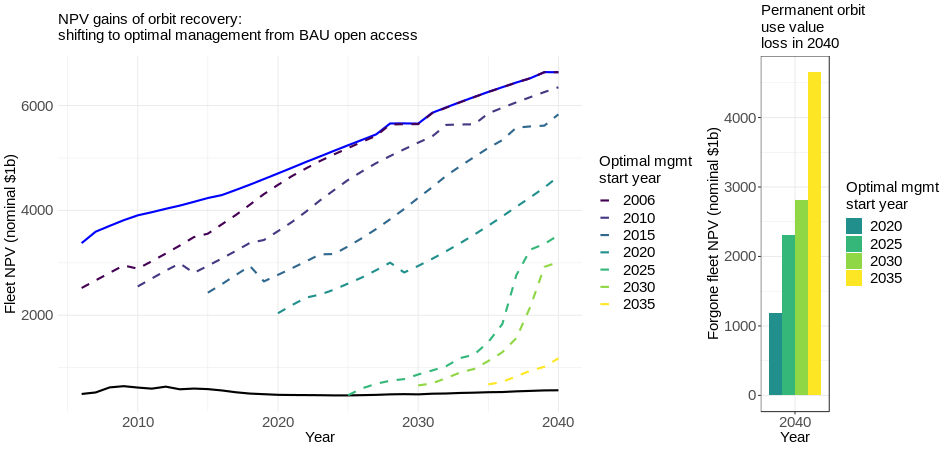 NPV gains of orbit recovery:
shifting to optimal management from BAU open access
Fleet NPV (nominal $1b)
6000
4000
2000
2010
2020
2030
2040
Year
Optimal mgmt
start year
2006
2010
2015
2020
2025
2030
2035
Permanent orbit
use value
loss in 2040
Forgone fleet NPV (nominal $1b)
4000
3000
2000
1000
0
2040
Year
Optimal mgmt
start year
2020
2025
2030
2035